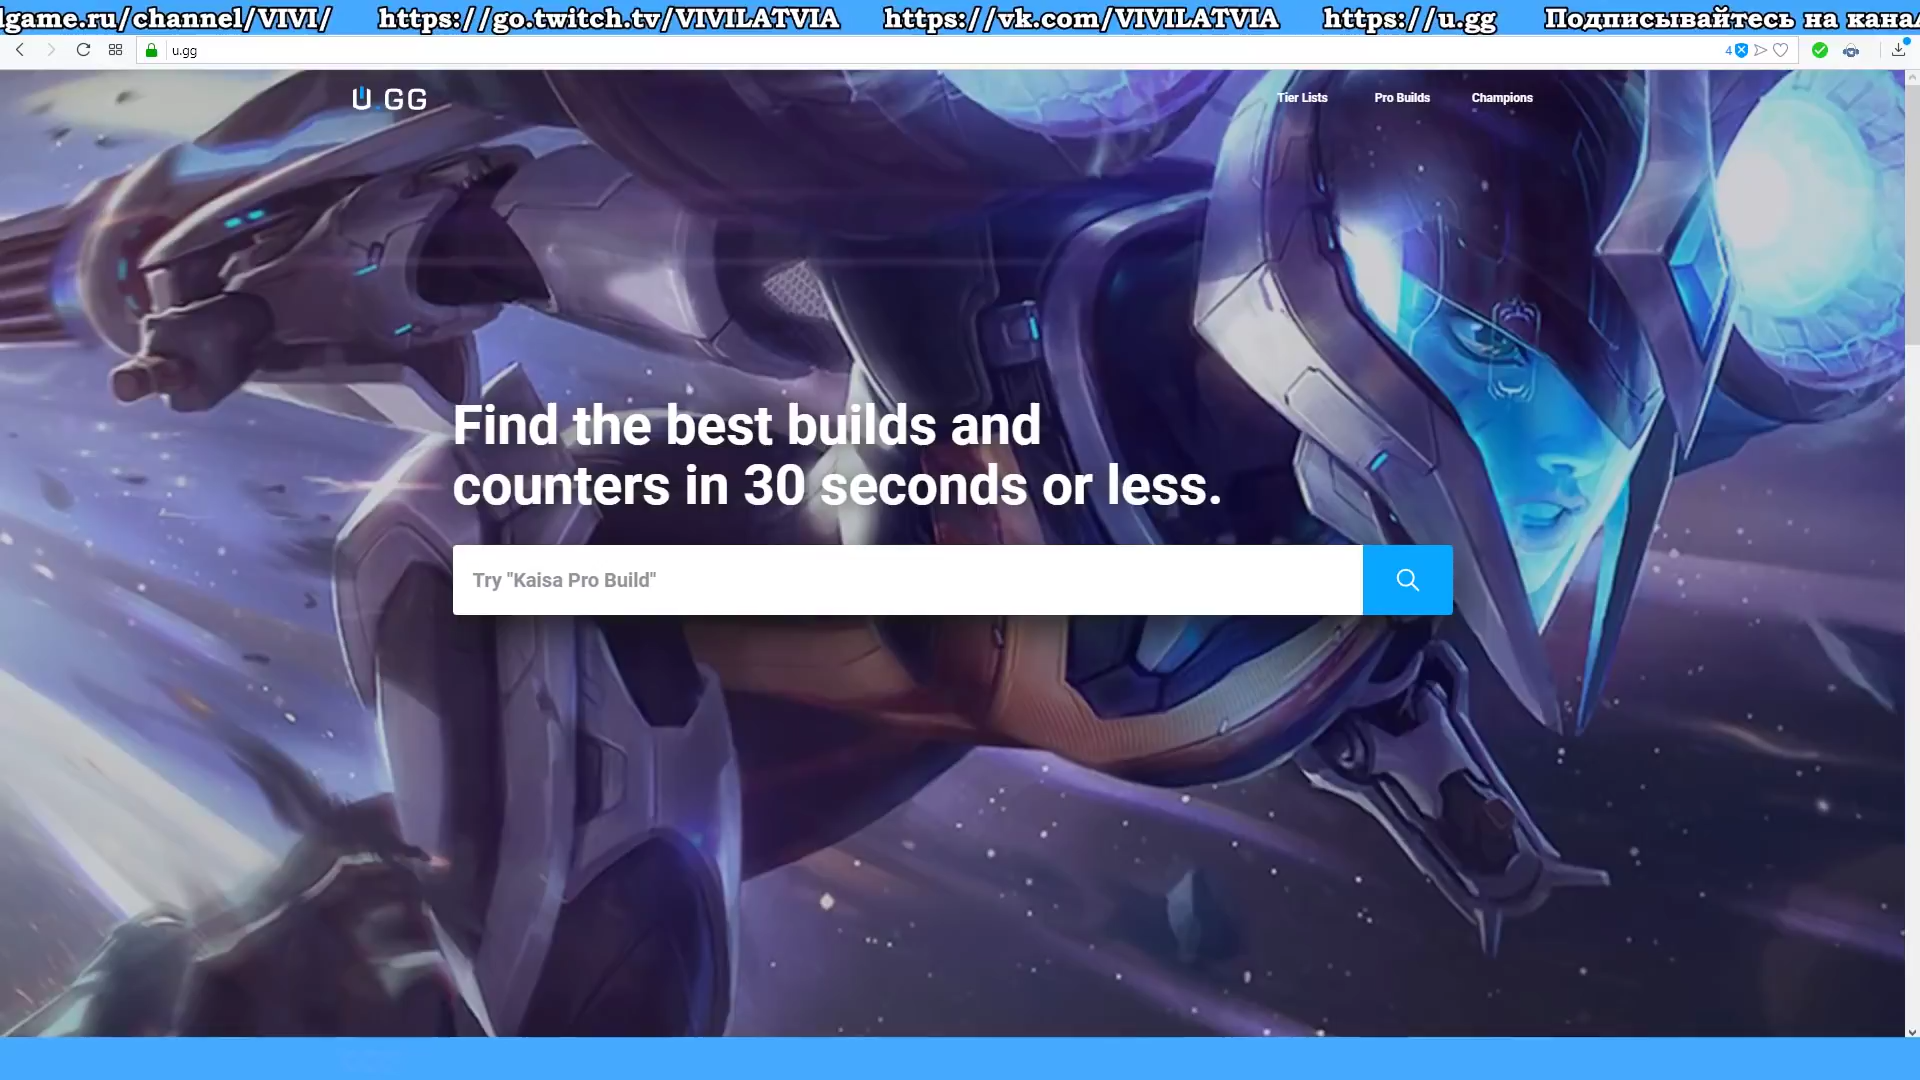 lgame.ru/channel/VIVI/ https://go.twitch.tv/VIVILATVIA https://vk.com/VIVILATVIA https://u.gg Подписывайтесь на кана
u.gg
4
U.GG
Tier Lists Pro Builds Champions
Find the best builds and
counters in 30 seconds or less.
Try "Kaisa Pro Build"